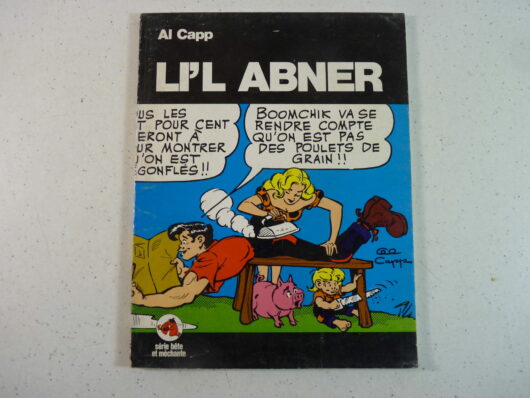 Al Capp
LI'L ABNER
US LES
T POUR CENT
ERONT À
UR MONTRER
'ON EST
GONFLÉS!!
BOOMCHIK VA SE
RENDRE COMPTE
QU'ON EST PAS
DES POULETS DE
GRAIN!!
Al
Capp
série bête
et méchante